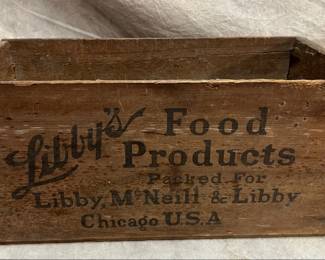 Libby's Food
Products
Packed For
Libby, McNeill & Libby
Chicago U.S.A